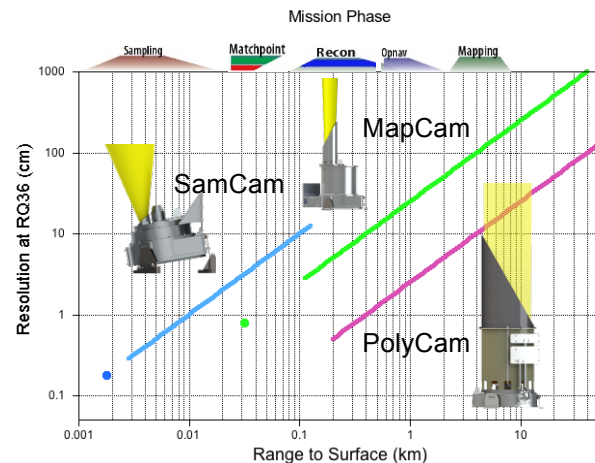 Mission Phase
Sampling
Matchpoint
Recon
Opnav
Mapping
1000
100
10
1
0.1
Resolution at RQ36 (cm)
SamCam
MapCam
PolyCam
0.001
0.01
0.1
1
10
Range to Surface (km)